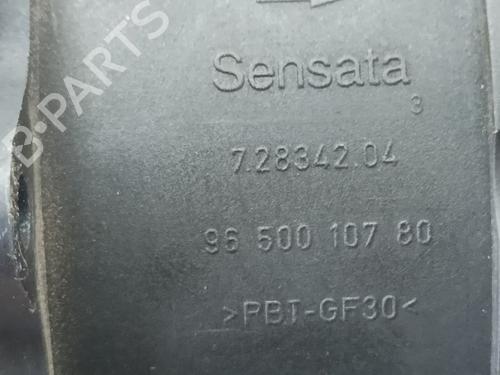 B-PARTS
Sensata
3
7.28342.04
96 500 107 80
>PBT-GF30<